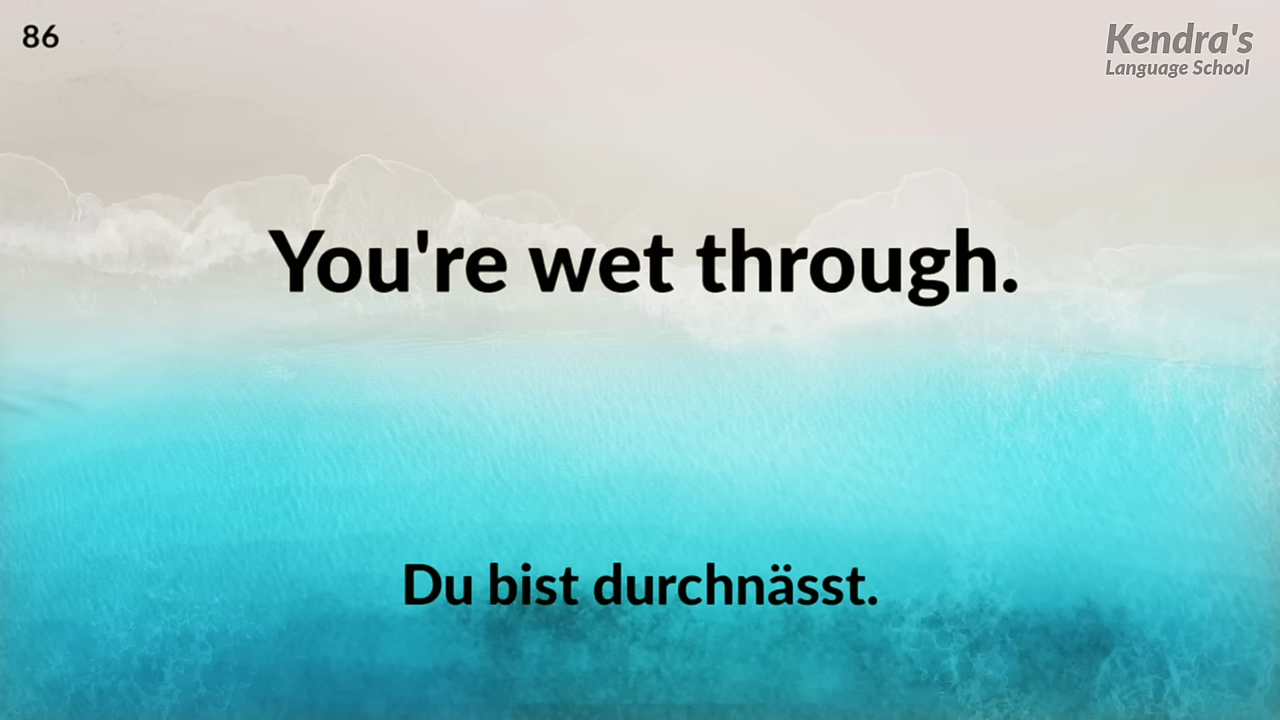 86
Kendra's
Language School
You're wet through.
Du bist durchnässt.